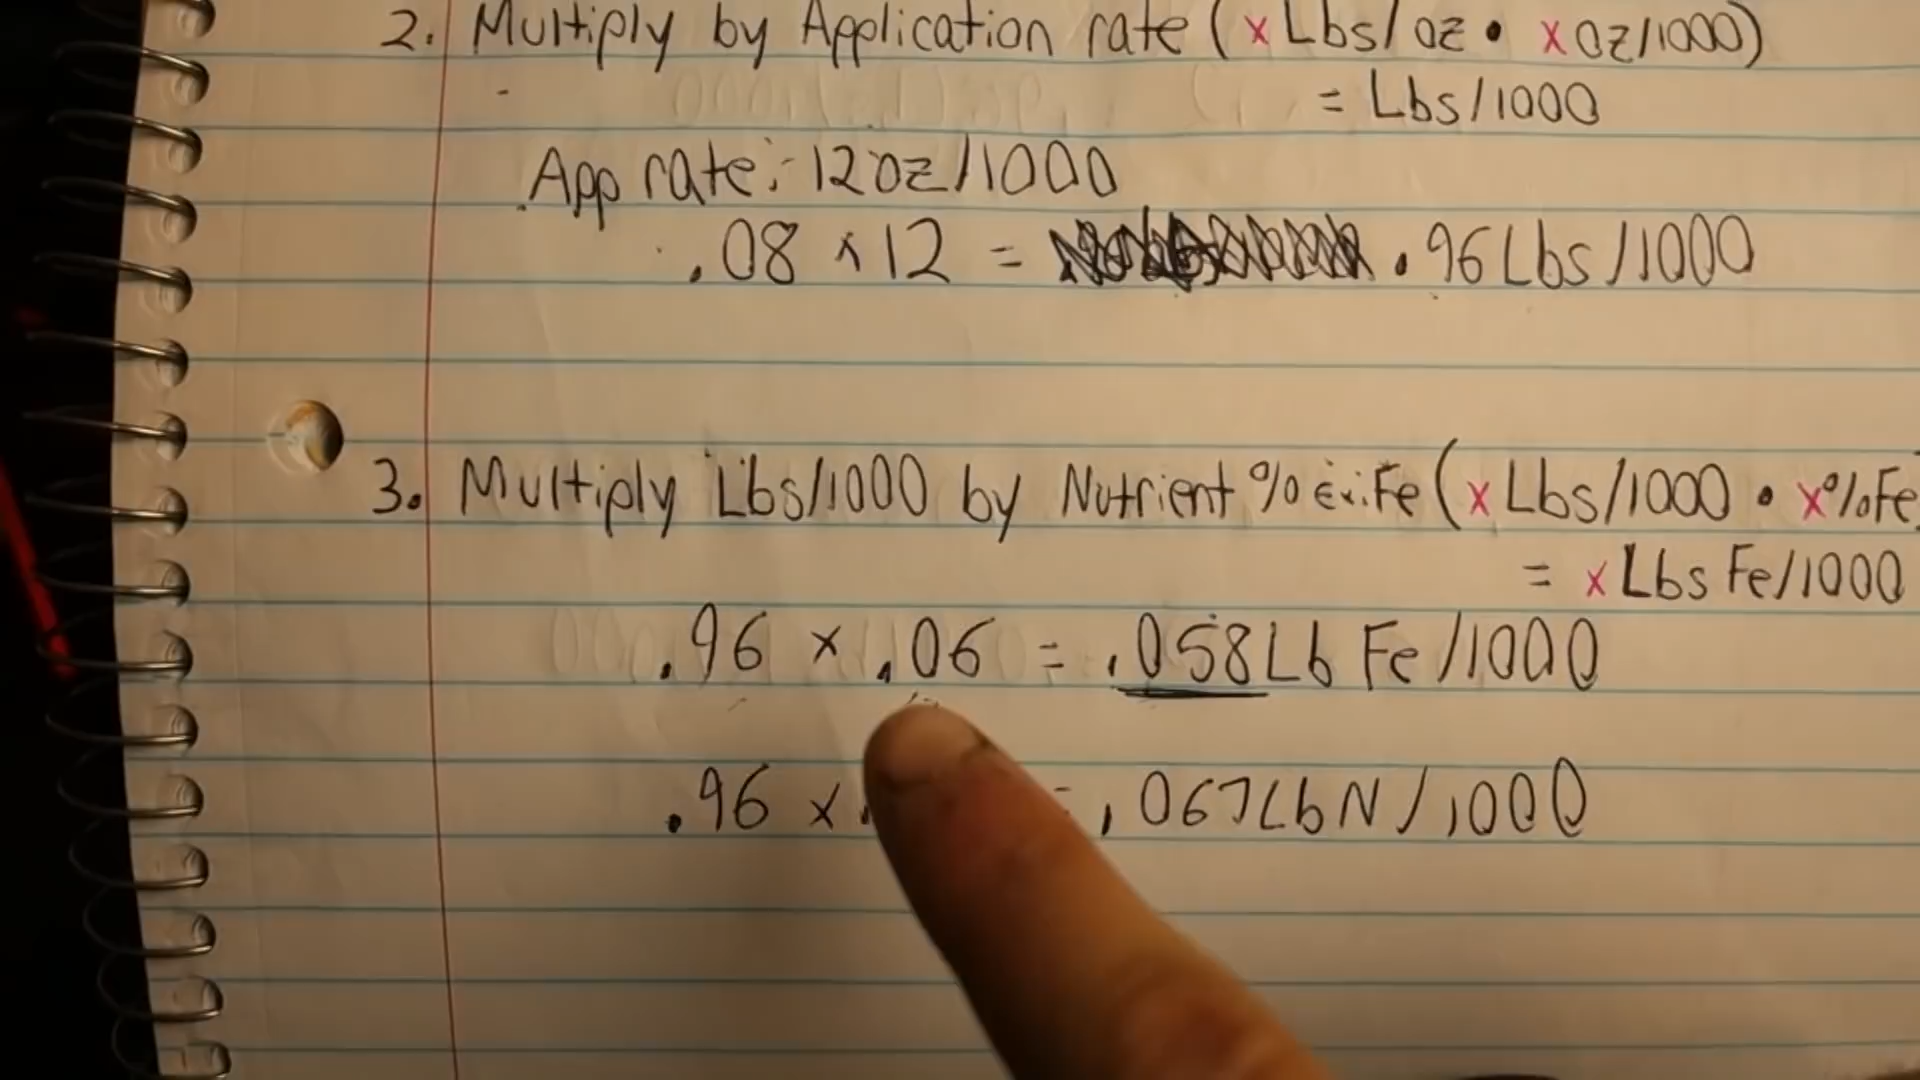 2. Multiply by Application rate (x Lbs/oz • x oz/1000)
= Lbs/1000
App rate: 12oz/1000
.08 x 12 = .96 Lbs/1000
3. Multiply Lbs/1000 by Nutrient % Ex: Fe (x Lbs/1000 • x%Fe)
= x Lbs Fe/1000
.96 x .06 = .058 Lb Fe/1000
.96 x . = .067 Lb N/1000